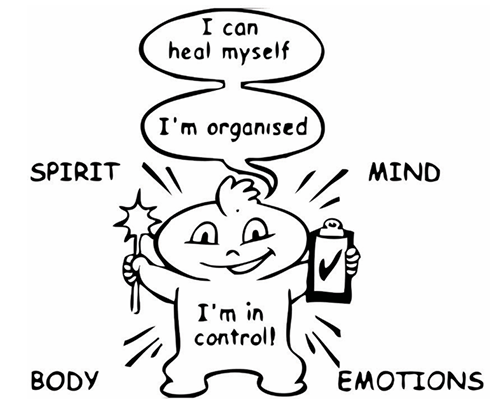 I can
heal myself
I'm organised
SPIRIT
MIND
I'm in
control!
BODY
EMOTIONS